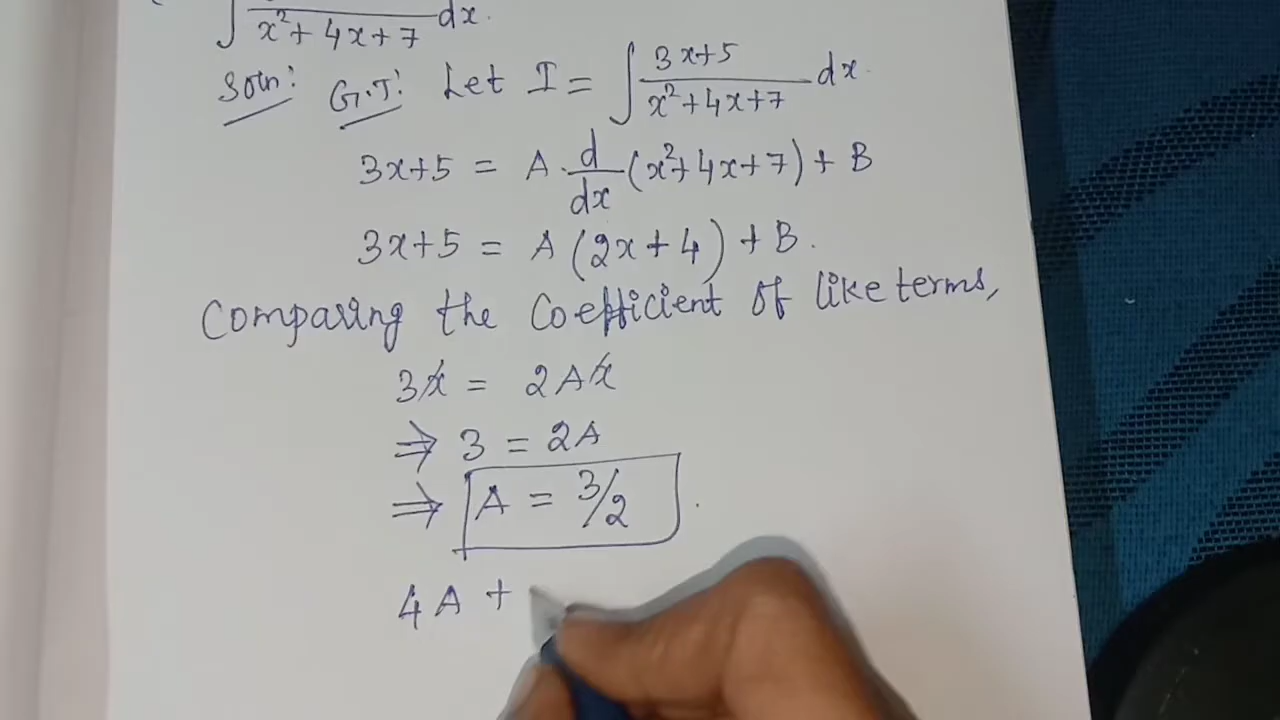 ∫ ─── dx.
x²+4x+7
Soln: G.T: Let I = ∫ (3x+5)/(x²+4x+7) dx.
3x+5 = A · d/dx (x²+4x+7) + B
3x+5 = A (2x+4) + B.
Comparing the Coefficient of like terms,
3x = 2Ax
⇒ 3 = 2A
⇒ A = 3/2.
4A +